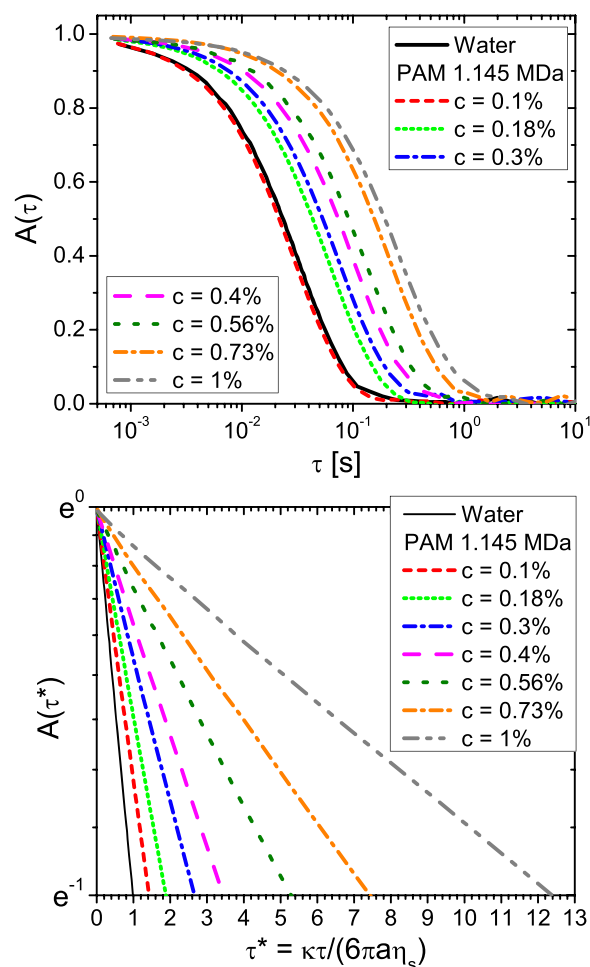 1.0
0.8
0.6
0.4
0.2
0.0
A(τ)
Water
PAM 1.145 MDa
c = 0.1%
c = 0.18%
c = 0.3%
c = 0.4%
c = 0.56%
c = 0.73%
c = 1%
10⁻³ 10⁻² 10⁻¹ 10⁰ 10¹
τ [s]
e⁰
e⁻¹
A(τ*)
Water
PAM 1.145 MDa
c = 0.1%
c = 0.18%
c = 0.3%
c = 0.4%
c = 0.56%
c = 0.73%
c = 1%
0 1 2 3 4 5 6 7 8 9 10 11 12 13
τ* = κτ/(6πaηₛ)